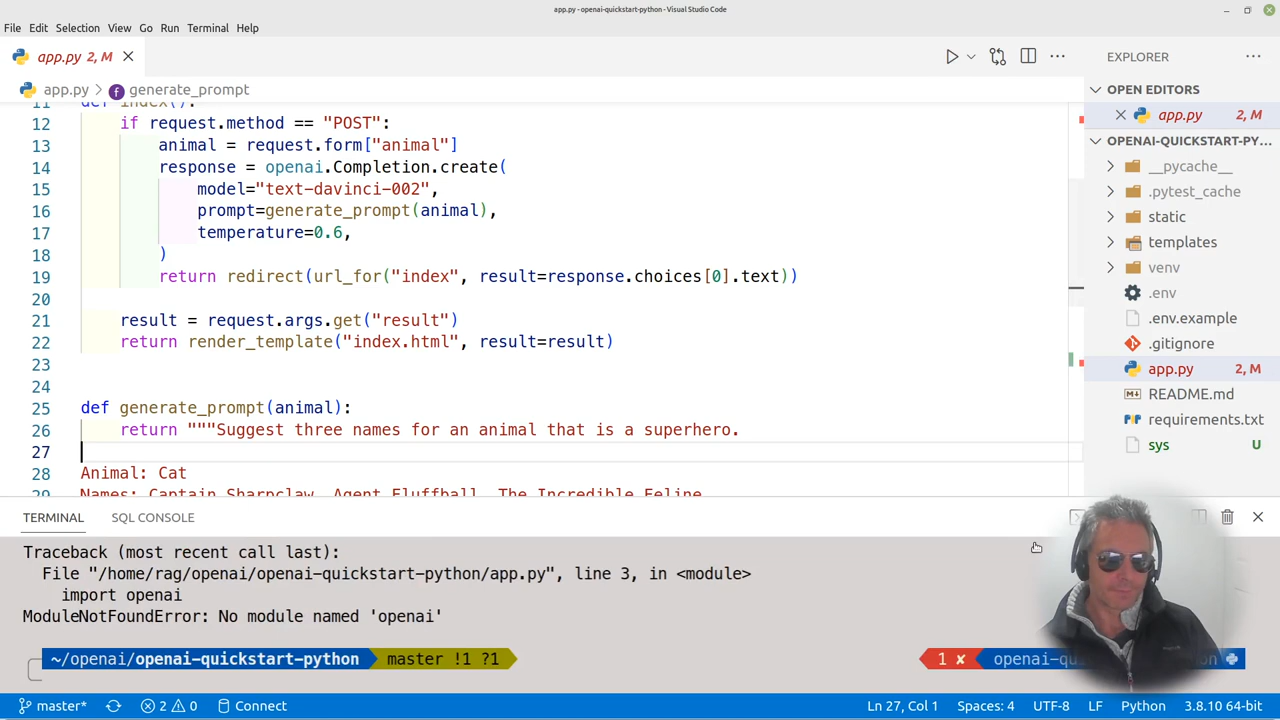 app.py - openai-quickstart-python - Visual Studio Code
File Edit Selection View Go Run Terminal Help
app.py 2, M
app.py > generate_prompt
11 def index():
12 if request.method == "POST":
13 animal = request.form["animal"]
14 response = openai.Completion.create(
15 model="text-davinci-002",
16 prompt=generate_prompt(animal),
17 temperature=0.6,
18 )
19 return redirect(url_for("index", result=response.choices[0].text))
20
21 result = request.args.get("result")
22 return render_template("index.html", result=result)
23
24
25 def generate_prompt(animal):
26 return """Suggest three names for an animal that is a superhero.
27
28 Animal: Cat
29 Names: Captain Sharpclaw, Agent Fluffball, The Incredible Feline
EXPLORER
OPEN EDITORS
app.py 2, M
OPENAI-QUICKSTART-PY...
__pycache__
.pytest_cache
static
templates
venv
.env
.env.example
.gitignore
app.py 2, M
README.md
requirements.txt
sys U
TERMINAL SQL CONSOLE
Traceback (most recent call last):
File "/home/rag/openai/openai-quickstart-python/app.py", line 3, in <module>
import openai
ModuleNotFoundError: No module named 'openai'
~/openai/openai-quickstart-python master !1 ?1 1 ✘
master* 2 0 Connect Ln 27, Col 1 Spaces: 4 UTF-8 LF Python 3.8.10 64-bit